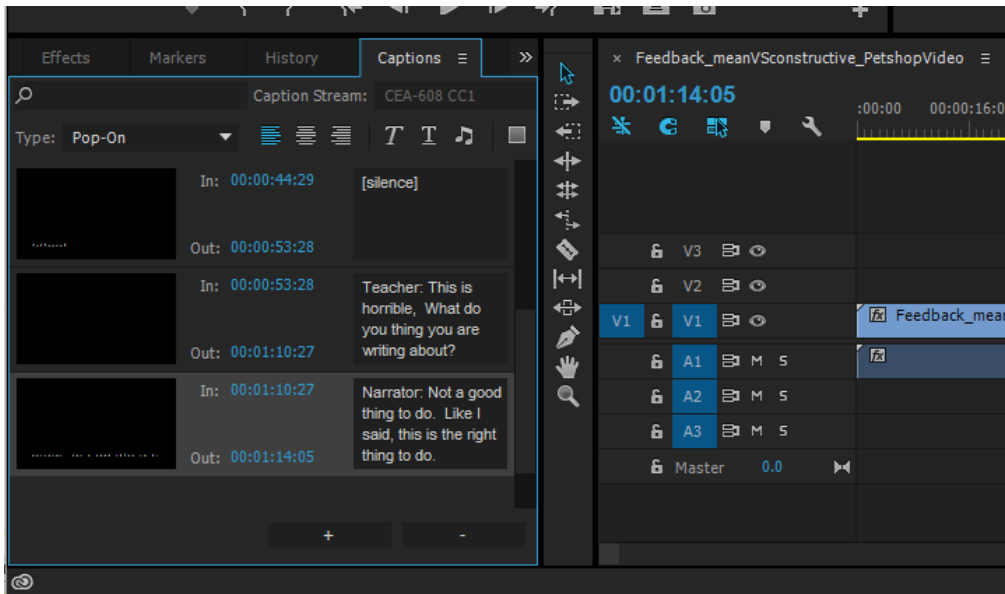 Effects Markers History Captions
Caption Stream: CEA-608 CC1
Type: Pop-On
In: 00:00:44:29
Out: 00:00:53:28
[silence]
In: 00:00:53:28
Out: 00:01:10:27
Teacher: This is
horrible, What do
you thing you are
writing about?
In: 00:01:10:27
Out: 00:01:14:05
Narrator: Not a good
thing to do. Like I
said, this is the right
thing to do.
+ -
× Feedback_meanVSconstructive_PetshopVideo
00:01:14:05
:00:00 00:00:16:0
V3
V2
V1 V1
fx Feedback_mean
A1 M S
fx
A2 M S
A3 M S
Master 0.0